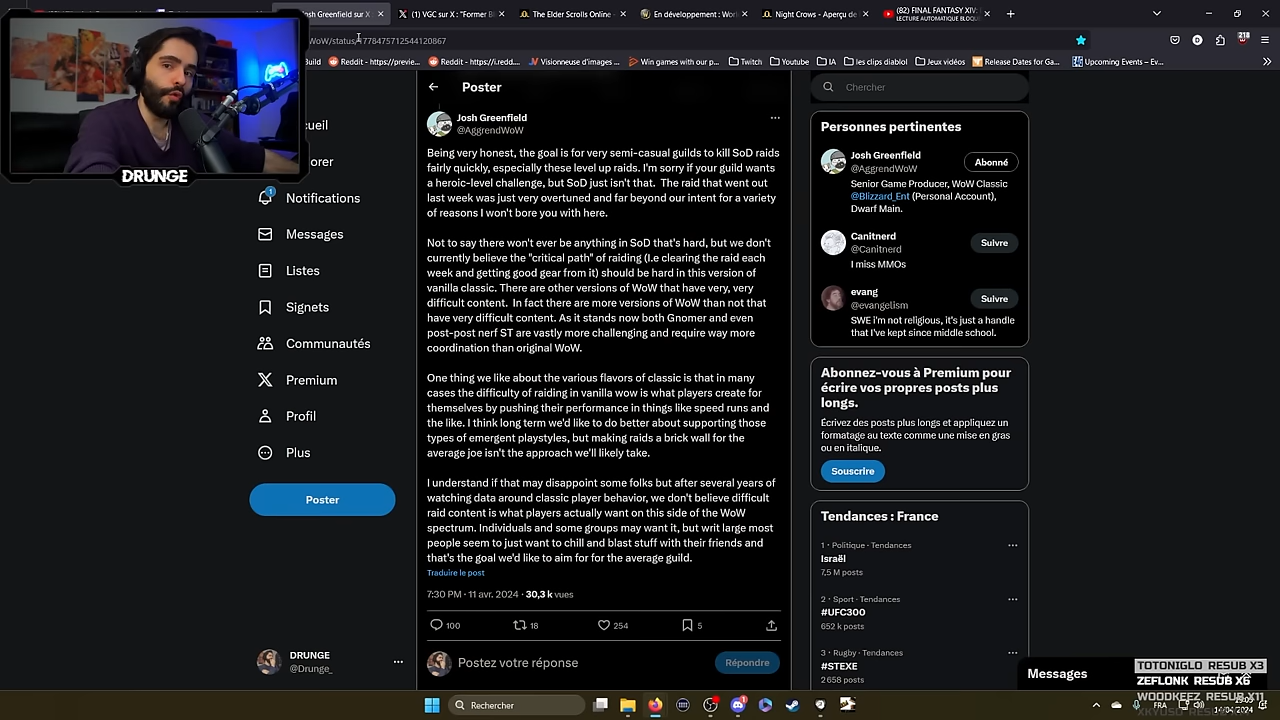 Josh Greenfield sur X
(1) VGC sur X : "Former B
The Elder Scrolls Online
En développement : Worl
Night Crows - Aperçu de
(82) FINAL FANTASY XIV:
LECTURE AUTOMATIQUE BLOQU
WoW/status/1778475712544120867
Build
Reddit - https://previe...
Reddit - https://i.redd...
Visionneuse d'images ...
Win games with our p...
Twitch
Youtube
IA
les clips diablol
Jeux vidéos
Release Dates for Ga...
Upcoming Events – Ev...
DRUNGE
Notifications
Messages
Listes
Signets
Communautés
Premium
Profil
Plus
Poster
DRUNGE
@Drunge_
Poster
Josh Greenfield
@AggrendWoW
Being very honest, the goal is for very semi-casual guilds to kill SoD raids
fairly quickly, especially these level up raids. I'm sorry if your guild wants
a heroic-level challenge, but SoD just isn't that. The raid that went out
last week was just very overtuned and far beyond our intent for a variety
of reasons I won't bore you with here.
Not to say there won't ever be anything in SoD that's hard, but we don't
currently believe the "critical path" of raiding (I.e clearing the raid each
week and getting good gear from it) should be hard in this version of
vanilla classic. There are other versions of WoW that have very, very
difficult content. In fact there are more versions of WoW than not that
have very difficult content. As it stands now both Gnomer and even
post-post nerf ST are vastly more challenging and require way more
coordination than original WoW.
One thing we like about the various flavors of classic is that in many
cases the difficulty of raiding in vanilla wow is what players create for
themselves by pushing their performance in things like speed runs and
the like. I think long term we'd like to do better about supporting those
types of emergent playstyles, but making raids a brick wall for the
average joe isn't the approach we'll likely take.
I understand if that may disappoint some folks but after several years of
watching data around classic player behavior, we don't believe difficult
raid content is what players actually want on this side of the WoW
spectrum. Individuals and some groups may want it, but writ large most
people seem to just want to chill and blast stuff with their friends and
that's the goal we'd like to aim for for the average guild.
Traduire le post
7:30 PM · 11 avr. 2024 · 30,3 k vues
100
18
254
5
Postez votre réponse
Répondre
Chercher
Personnes pertinentes
Josh Greenfield
@AggrendWoW
Abonné
Senior Game Producer, WoW Classic
@Blizzard_Ent (Personal Account),
Dwarf Main.
Canitnerd
@Canitnerd
Suivre
I miss MMOs
evang
@evangelism
Suivre
SWE i'm not religious, it's just a handle
that I've kept since middle school.
Abonnez-vous à Premium pour
écrire vos propres posts plus
longs.
Écrivez des posts plus longs et appliquez un
formatage au texte comme une mise en gras
ou en italique.
Souscrire
Tendances : France
1 · Politique · Tendances
Israël
7,5 M posts
2 · Sport · Tendances
#UFC300
652 k posts
3 · Rugby · Tendances
#STEXE
2 658 posts
Messages
TOTONIGLO RESUB X3
ZEFLONK RESUB X6
WOODKEEZ RESUB X11
Rechercher
FRA
14/04/2024